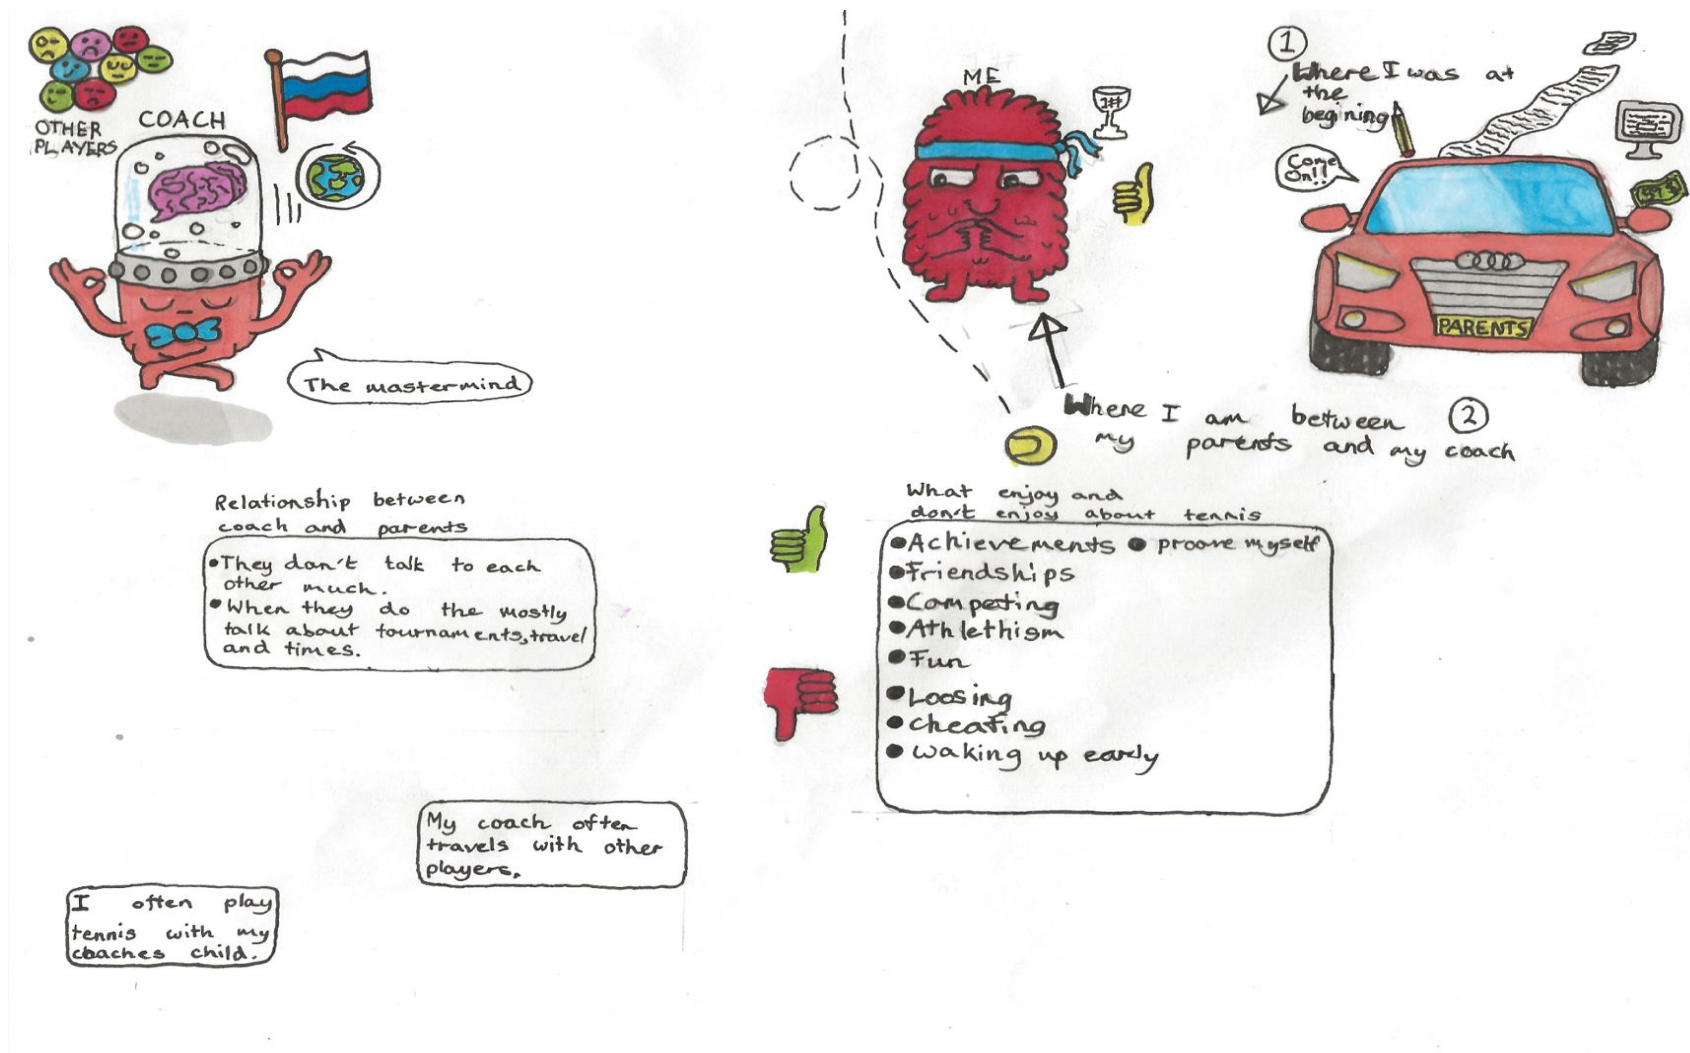 OTHER
PLAYERS
COACH
The mastermind
ME
1#
1
Where I was at
the
begining
Come
On!!
PARENTS
Where I am between 2
my parents and my coach
Relationship between
coach and parents
•They don't talk to each
other much.
•When they do the mostly
talk about tournaments,travel
and times.
What enjoy and
don't enjoy about tennis
•Achievements •proove myself
•Friendships
•Competing
•Athlethism
•Fun
•Loosing
•cheating
•waking up early
My coach often
travels with other
players.
I often play
tennis with my
coaches child.